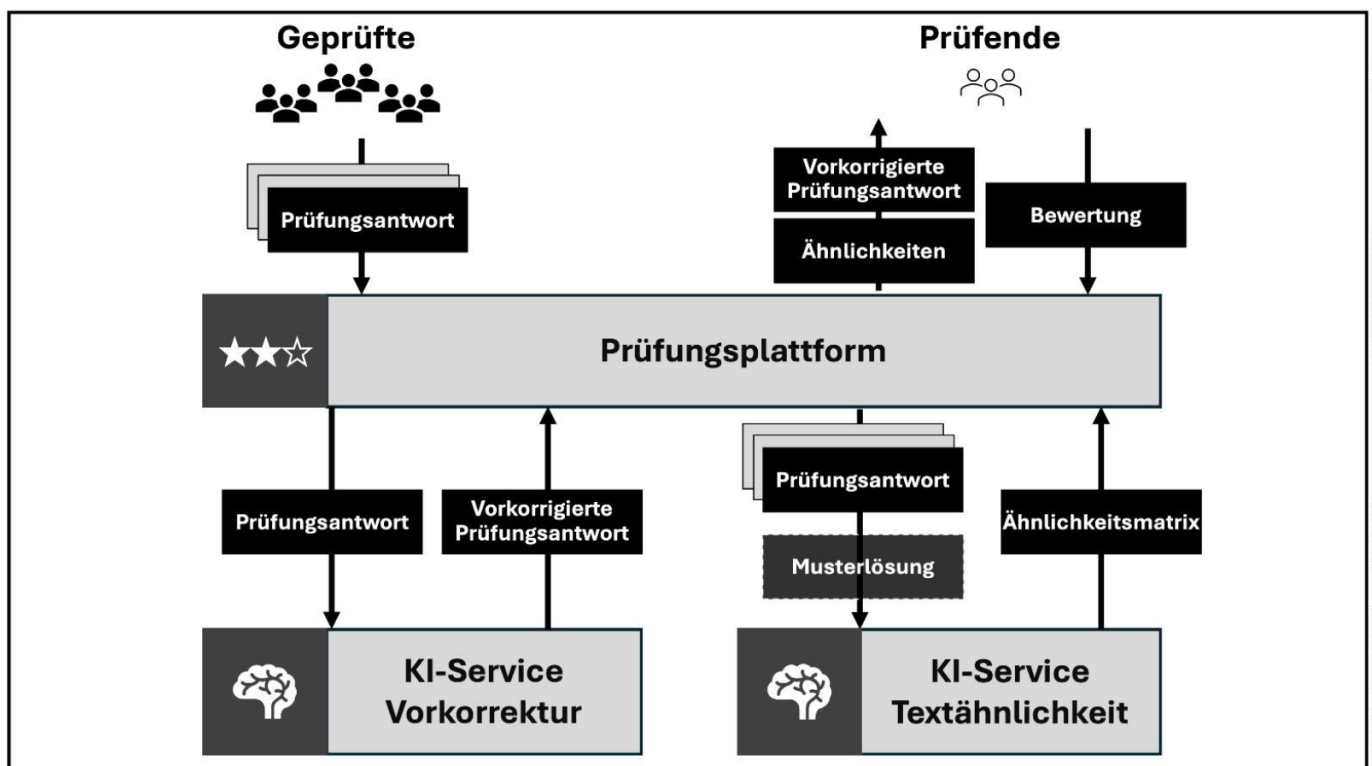 Geprüfte
Prüfende
Prüfungsantwort
Vorkorrigierte
Prüfungsantwort
Ähnlichkeiten
Bewertung
Prüfungsplattform
Prüfungsantwort
Vorkorrigierte
Prüfungsantwort
Prüfungsantwort
Musterlösung
Ähnlichkeitsmatrix
KI-Service
Vorkorrektur
KI-Service
Textähnlichkeit